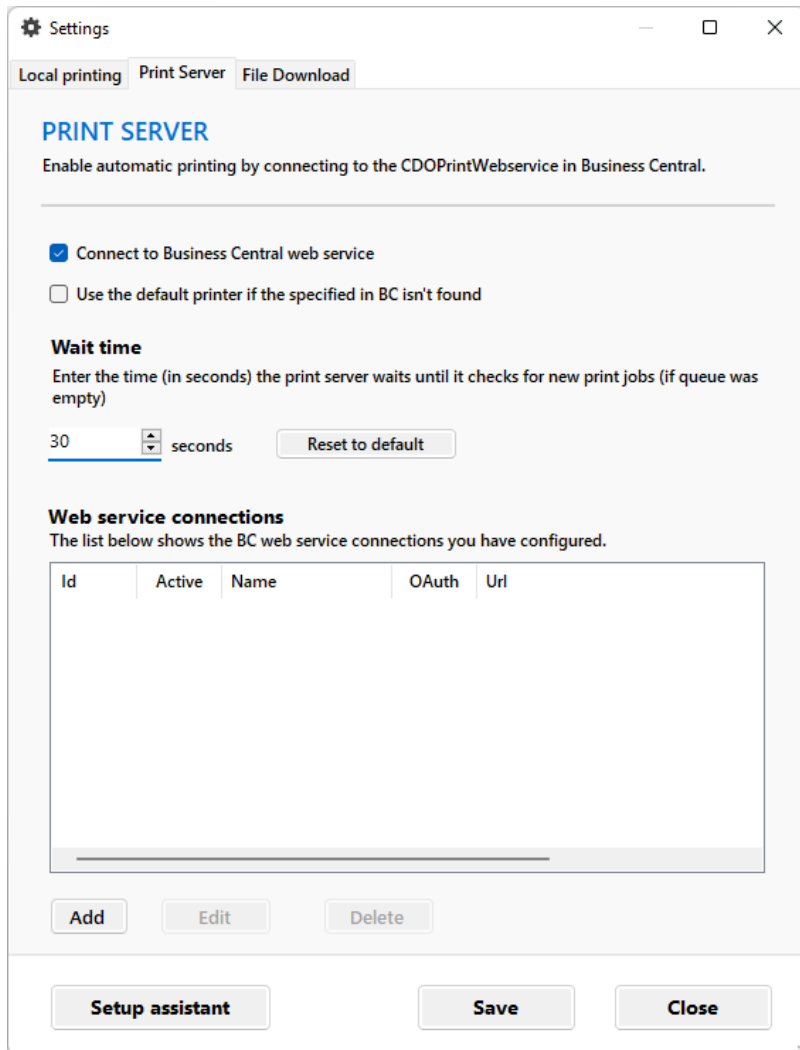 Settings
Local printing Print Server File Download
PRINT SERVER
Enable automatic printing by connecting to the CDOPrintWebservice in Business Central.
Connect to Business Central web service
Use the default printer if the specified in BC isn't found
Wait time
Enter the time (in seconds) the print server waits until it checks for new print jobs (if queue was
empty)
30 seconds Reset to default
Web service connections
The list below shows the BC web service connections you have configured.
Id Active Name OAuth Url
Add Edit Delete
Setup assistant Save Close